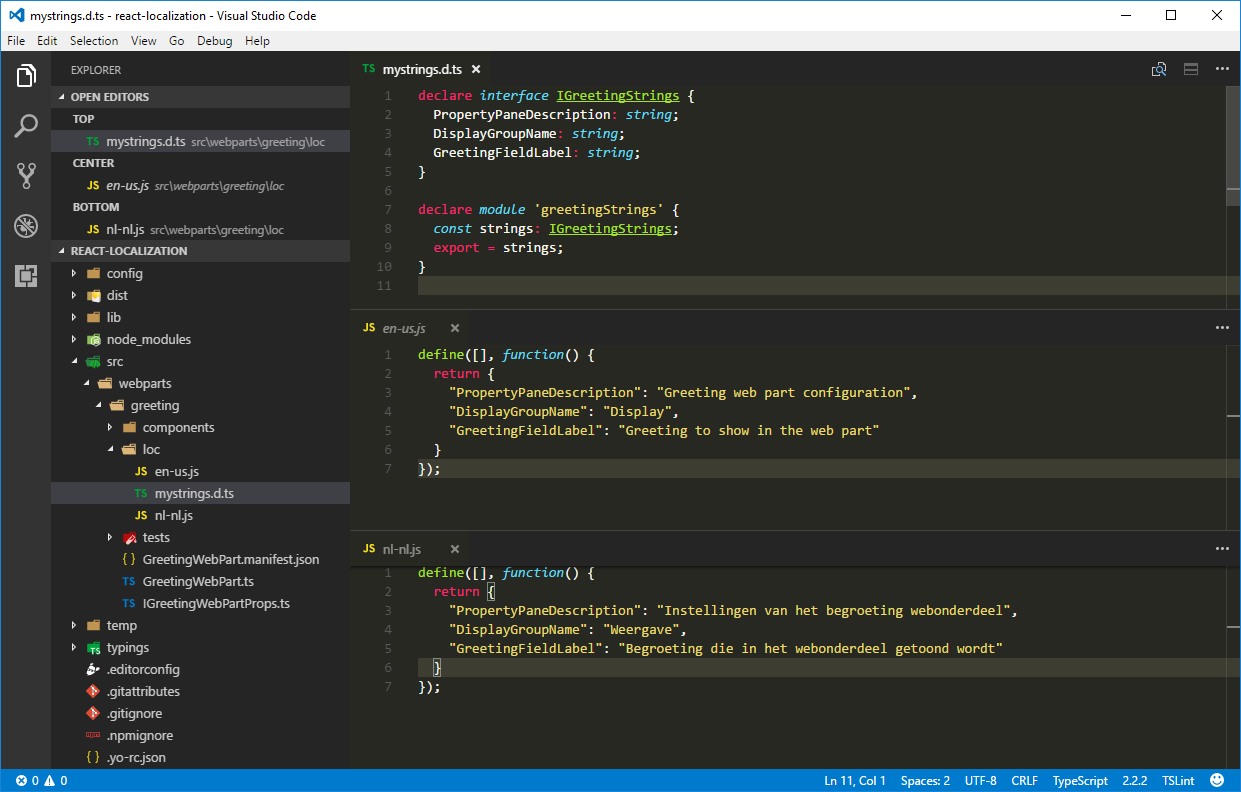 mystrings.d.ts - react-localization - Visual Studio Code
File Edit Selection View Go Debug Help
EXPLORER
OPEN EDITORS
TOP
TS mystrings.d.ts src\webparts\greeting\loc
CENTER
JS en-us.js src\webparts\greeting\loc
BOTTOM
JS nl-nl.js src\webparts\greeting\loc
REACT-LOCALIZATION
config
dist
lib
node_modules
src
webparts
greeting
components
loc
JS en-us.js
TS mystrings.d.ts
JS nl-nl.js
tests
{ } GreetingWebPart.manifest.json
TS GreetingWebPart.ts
TS IGreetingWebPartProps.ts
temp
TS typings
.editorconfig
.gitattributes
.gitignore
npm .npmignore
{ } .yo-rc.json
TS mystrings.d.ts
1 declare interface IGreetingStrings {
2 PropertyPaneDescription: string;
3 DisplayGroupName: string;
4 GreetingFieldLabel: string;
5 }
6
7 declare module 'greetingStrings' {
8 const strings: IGreetingStrings;
9 export = strings;
10 }
11
JS en-us.js
1 define([], function() {
2 return {
3 "PropertyPaneDescription": "Greeting web part configuration",
4 "DisplayGroupName": "Display",
5 "GreetingFieldLabel": "Greeting to show in the web part"
6 }
7 });
JS nl-nl.js
1 define([], function() {
2 return {
3 "PropertyPaneDescription": "Instellingen van het begroeting webonderdeel",
4 "DisplayGroupName": "Weergave",
5 "GreetingFieldLabel": "Begroeting die in het webonderdeel getoond wordt"
6 }
7 });
0 0 Ln 11, Col 1 Spaces: 2 UTF-8 CRLF TypeScript 2.2.2 TSLint